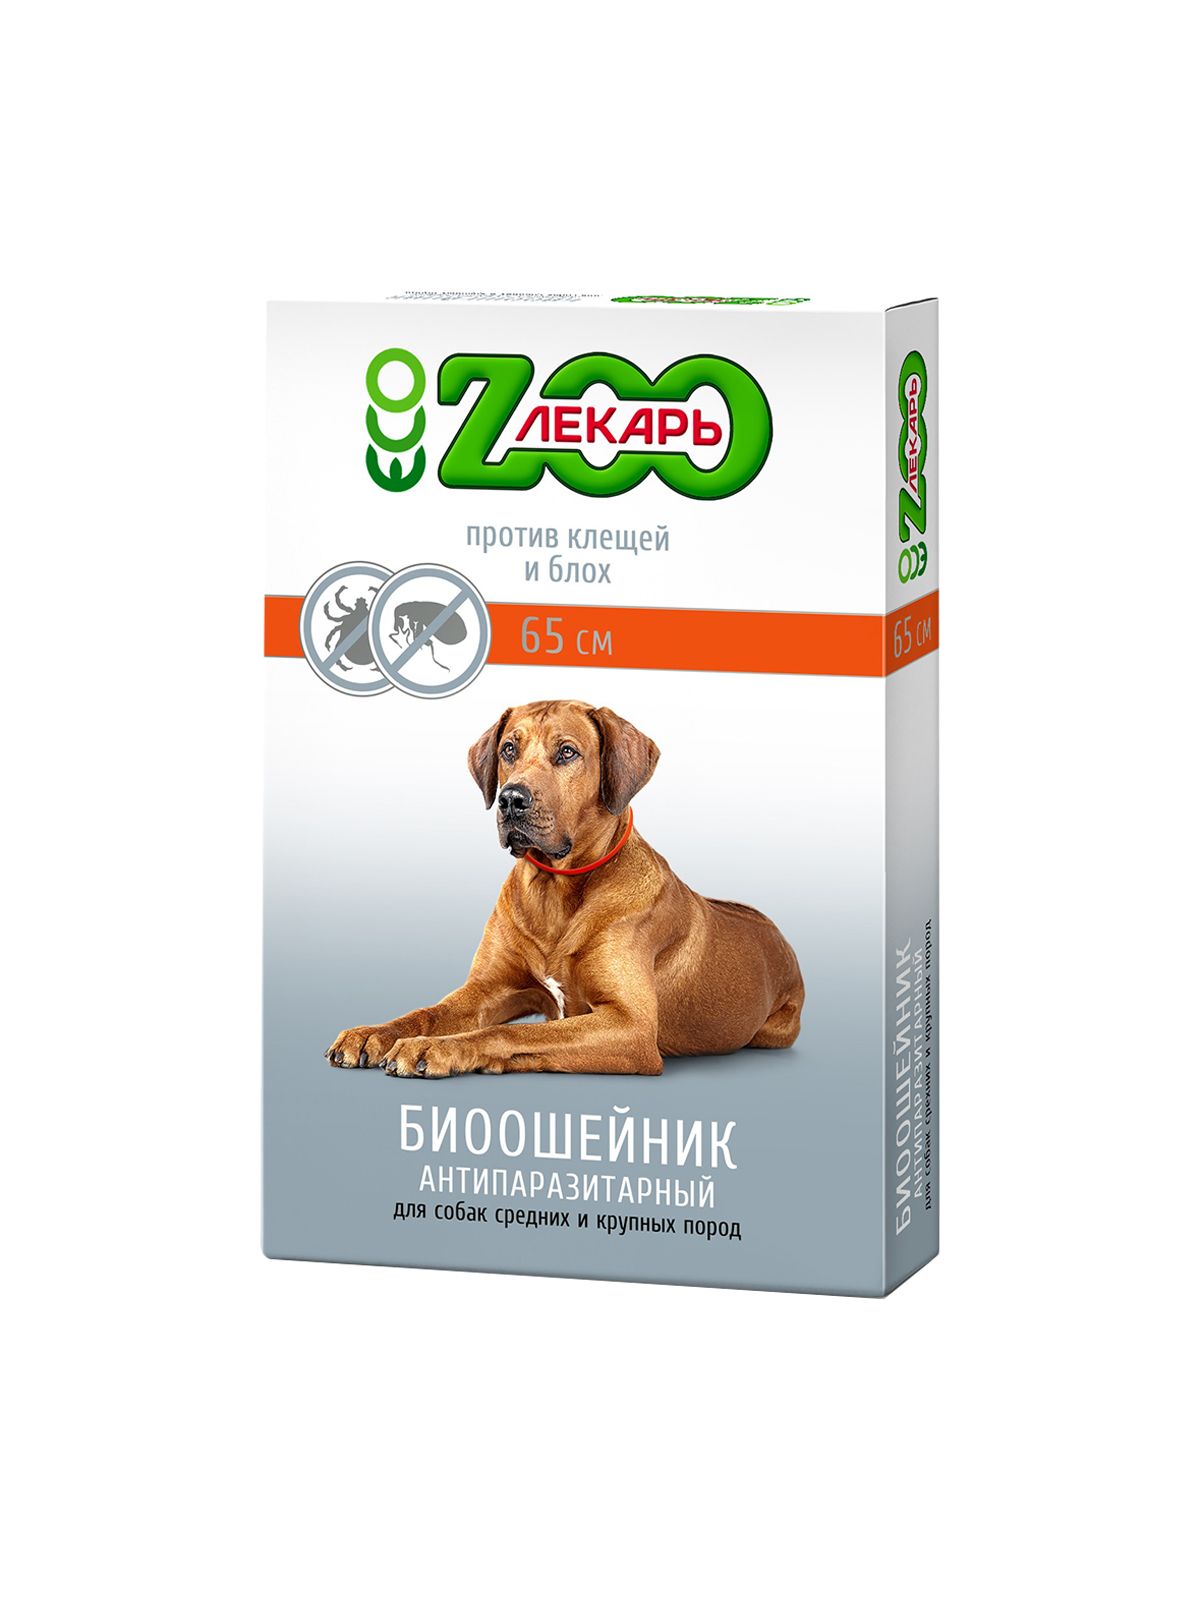 ECO ZOO ЛЕКАРЬ
против клещей
и блох
65 см
БИООШЕЙНИК
АНТИПАРАЗИТАРНЫЙ
для собак средних и крупных пород
ECO ZOO ЛЕКАРЬ
65 см
БИООШЕЙНИК
АНТИПАРАЗИТАРНЫЙ
для собак средних и крупных пород